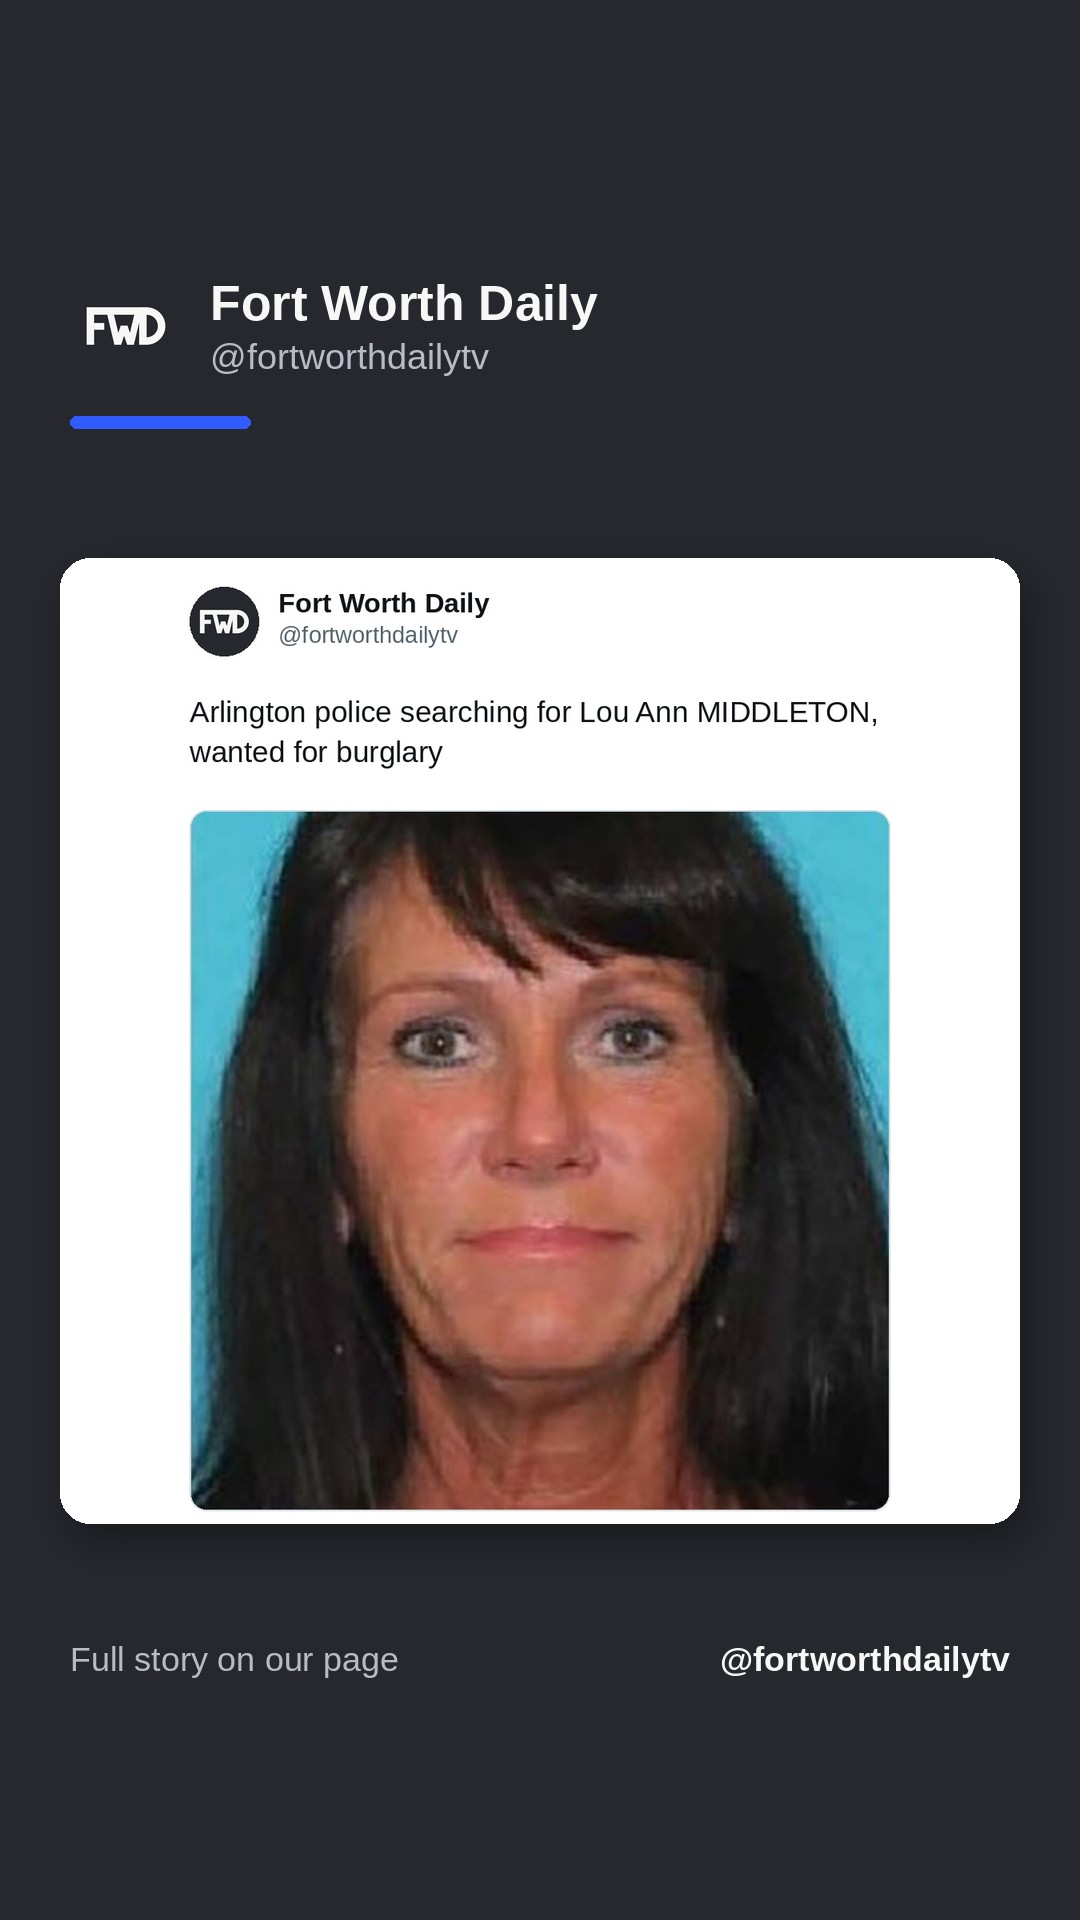 FWD
Fort Worth Daily
@fortworthdailytv
FWD
Fort Worth Daily
@fortworthdailytv
Arlington police searching for Lou Ann MIDDLETON,
wanted for burglary
Full story on our page
@fortworthdailytv